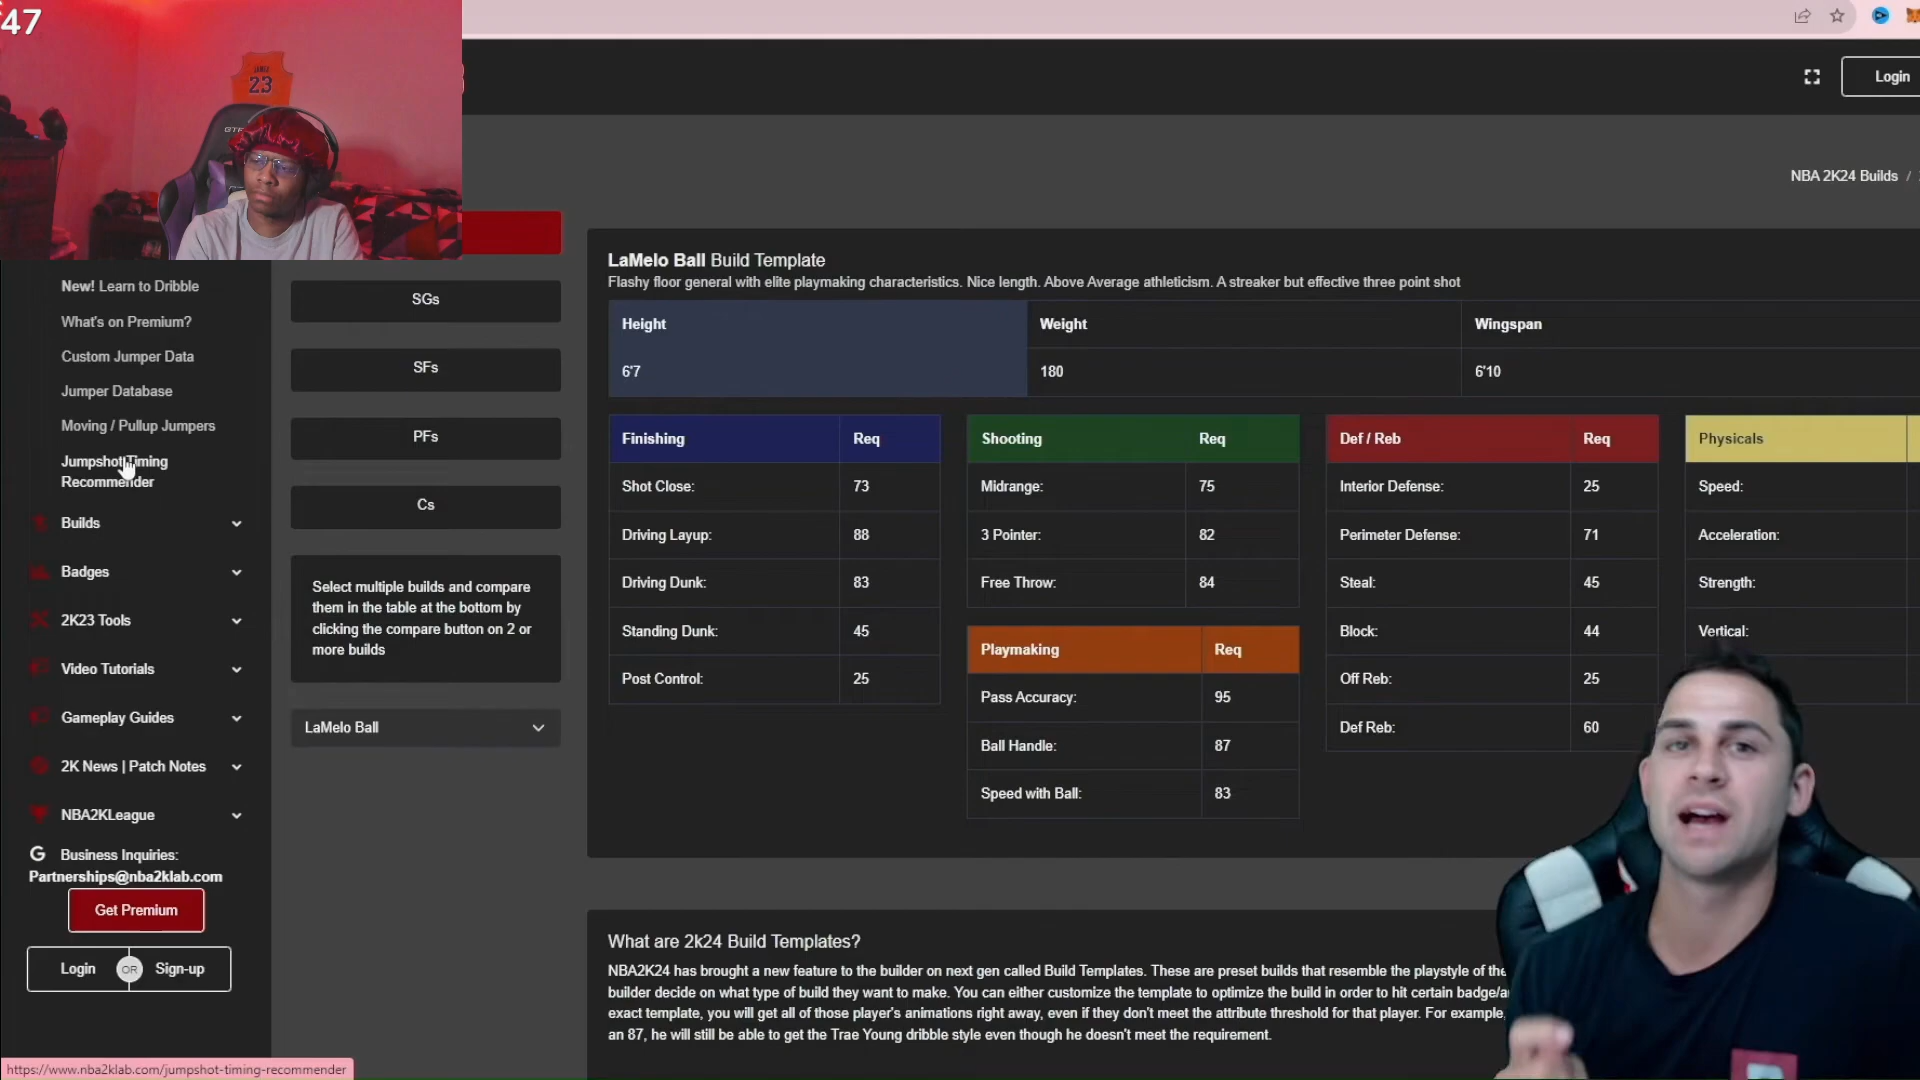 47
JAMES
23
GTR
Login
NBA 2K24 Builds /
New! Learn to Dribble
What's on Premium?
Custom Jumper Data
Jumper Database
Moving / Pullup Jumpers
Jumpshot Timing
Recommender
Builds
Badges
2K23 Tools
Video Tutorials
Gameplay Guides
2K News | Patch Notes
NBA2KLeague
Business Inquiries:
Partnerships@nba2klab.com
Get Premium
Login OR Sign-up
https://www.nba2klab.com/jumpshot-timing-recommender
SGs
SFs
PFs
Cs
Select multiple builds and compare
them in the table at the bottom by
clicking the compare button on 2 or
more builds
LaMelo Ball
LaMelo Ball Build Template
Flashy floor general with elite playmaking characteristics. Nice length. Above Average athleticism. A streaker but effective three point shot
Height Weight Wingspan
6'7 180 6'10
Finishing Req
Shot Close: 73
Driving Layup: 88
Driving Dunk: 83
Standing Dunk: 45
Post Control: 25
Shooting Req
Midrange: 75
3 Pointer: 82
Free Throw: 84
Playmaking Req
Pass Accuracy: 95
Ball Handle: 87
Speed with Ball: 83
Def / Reb Req
Interior Defense: 25
Perimeter Defense: 71
Steal: 45
Block: 44
Off Reb: 25
Def Reb: 60
Physicals
Speed:
Acceleration:
Strength:
Vertical:
What are 2k24 Build Templates?
NBA2K24 has brought a new feature to the builder on next gen called Build Templates. These are preset builds that resemble the playstyle of the
builder decide on what type of build they want to make. You can either customize the template to optimize the build in order to hit certain badge/a
exact template, you will get all of those player's animations right away, even if they don't meet the attribute threshold for that player. For example,
an 87, he will still be able to get the Trae Young dribble style even though he doesn't meet the requirement.